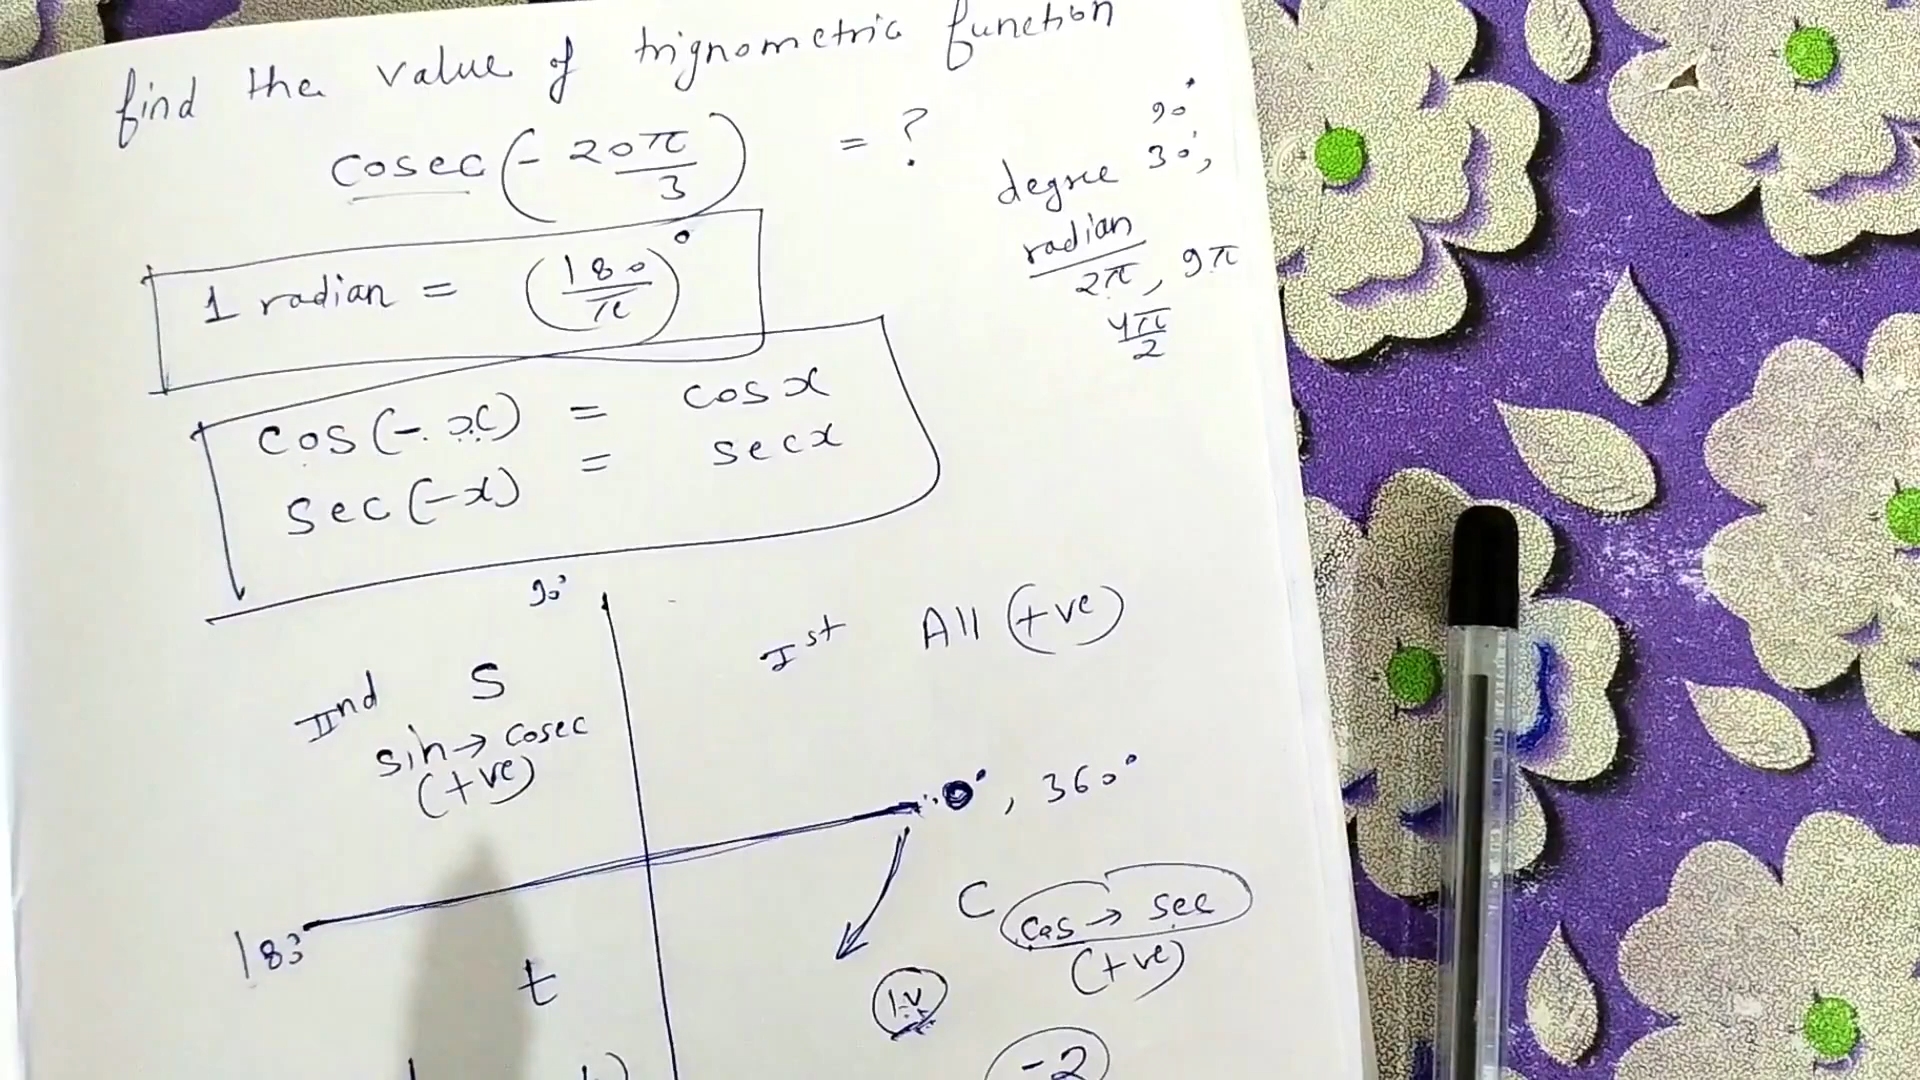 find the value of trignometric function
cosec (- 20π/3) = ?
90°
degree 30°,
radian
2π, 9π
4π/2
1 radian = (180/π)°
cos (-x) = cos x
sec (-x) = sec x
90°
Ist All (+ve)
IInd S
sin → cosec
(+ve)
0°, 360°
180°
t
C cos → see
(+ve)
IV
-2